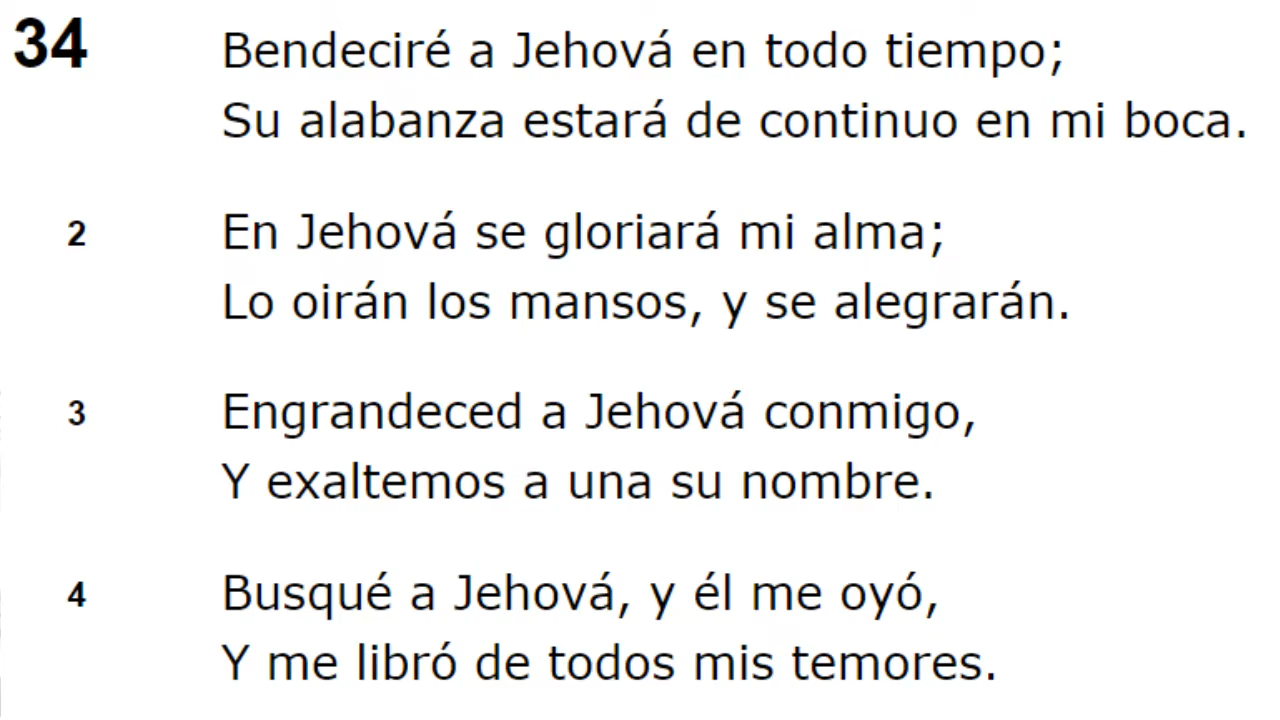 34 Bendeciré a Jehová en todo tiempo;
Su alabanza estará de continuo en mi boca.
2 En Jehová se gloriará mi alma;
Lo oirán los mansos, y se alegrarán.
3 Engrandeced a Jehová conmigo,
Y exaltemos a una su nombre.
4 Busqué a Jehová, y él me oyó,
Y me libró de todos mis temores.